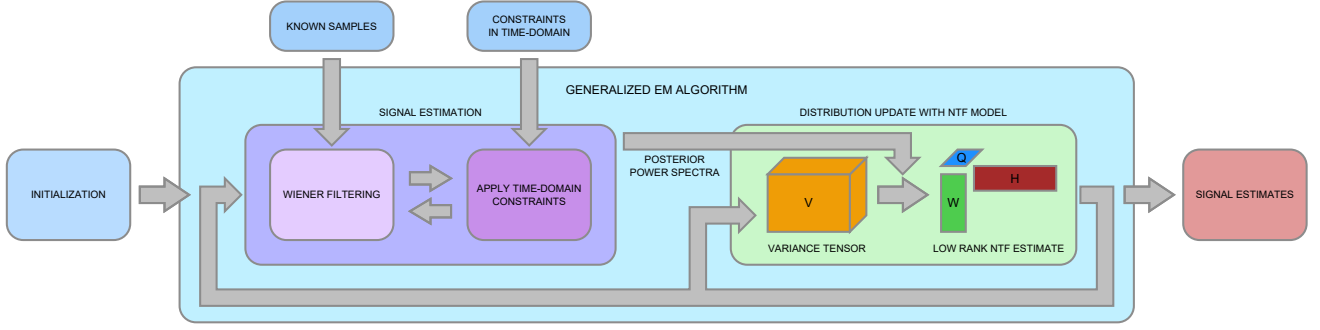 KNOWN SAMPLES
CONSTRAINTS
IN TIME-DOMAIN
GENERALIZED EM ALGORITHM
SIGNAL ESTIMATION
DISTRIBUTION UPDATE WITH NTF MODEL
INITIALIZATION
WIENER FILTERING
APPLY TIME-DOMAIN
CONSTRAINTS
POSTERIOR
POWER SPECTRA
V
Q
H
W
VARIANCE TENSOR
LOW RANK NTF ESTIMATE
SIGNAL ESTIMATES